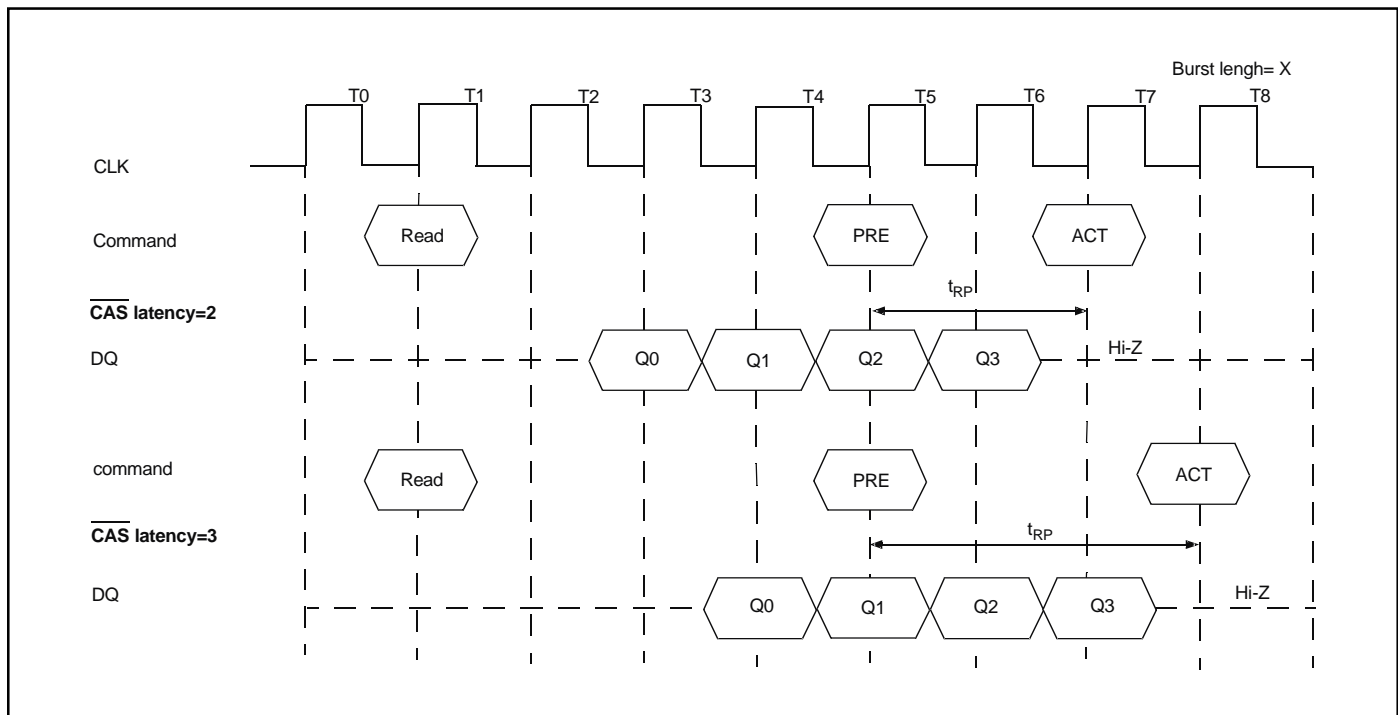 Burst lengh= X
T0 T1 T2 T3 T4 T5 T6 T7 T8
CLK
Command Read PRE ACT
CAS latency=2
tRP
DQ Q0 Q1 Q2 Q3 Hi-Z
command Read PRE ACT
CAS latency=3
tRP
DQ Q0 Q1 Q2 Q3 Hi-Z